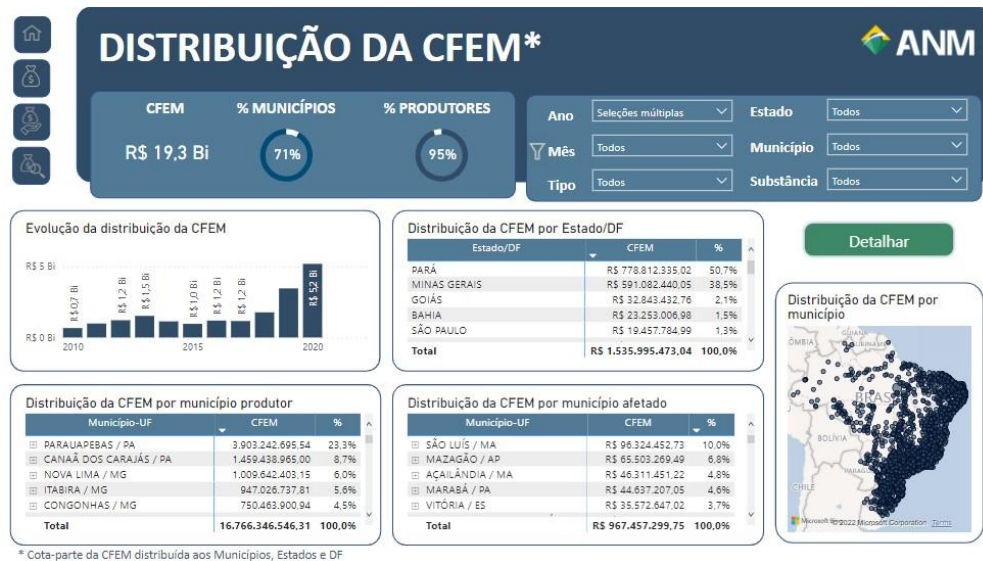 DISTRIBUIÇÃO DA CFEM*
ANM
CFEM
% MUNICÍPIOS
% PRODUTORES
R$ 19,3 Bi
71%
95%
Ano
Seleções múltiplas
Estado
Todos
Mês
Todos
Município
Todos
Tipo
Todos
Substância
Todos
Evolução da distribuição da CFEM
R$ 5 Bi
R$ 0 Bi
R$ 0,7 Bi
R$ 1,2 Bi
R$ 1,5 Bi
R$ 1,0 Bi
R$ 1,2 Bi
R$ 1,2 Bi
R$ 5,2 Bi
2010
2015
2020
Distribuição da CFEM por Estado/DF
Estado/DF CFEM %
PARÁ R$ 778.812.335,02 50,7%
MINAS GERAIS R$ 591.082.440,05 38,5%
GOIÁS R$ 32.843.432,76 2,1%
BAHIA R$ 23.253.006,98 1,5%
SÃO PAULO R$ 19.457.784,99 1,3%
Total R$ 1.535.995.473,04 100,0%
Detalhar
Distribuição da CFEM por
município
ÔMBIA
GUIANA
SURINAME
BRAS
BOLÍVIA
PARAG
CHILE
Microsoft
©2022 Microsoft Corporation Terms
Distribuição da CFEM por município produtor
Município-UF CFEM %
PARAUAPEBAS / PA 3.903.242.695,54 23,3%
CANAÃ DOS CARAJÁS / PA 1.459.438.965,00 8,7%
NOVA LIMA / MG 1.009.642.403,15 6,0%
ITABIRA / MG 947.026.737,81 5,6%
CONGONHAS / MG 750.463.900,94 4,5%
Total 16.766.346.546,31 100,0%
Distribuição da CFEM por município afetado
Município-UF CFEM %
SÃO LUÍS / MA R$ 96.324.452,73 10,0%
MAZAGÃO / AP R$ 65.503.269,49 6,8%
AÇAILÂNDIA / MA R$ 46.311.451,22 4,8%
MARABÁ / PA R$ 44.637.207,05 4,6%
VITÓRIA / ES R$ 35.572.647,02 3,7%
Total R$ 967.457.299,75 100,0%
* Cota-parte da CFEM distribuída aos Municípios, Estados e DF